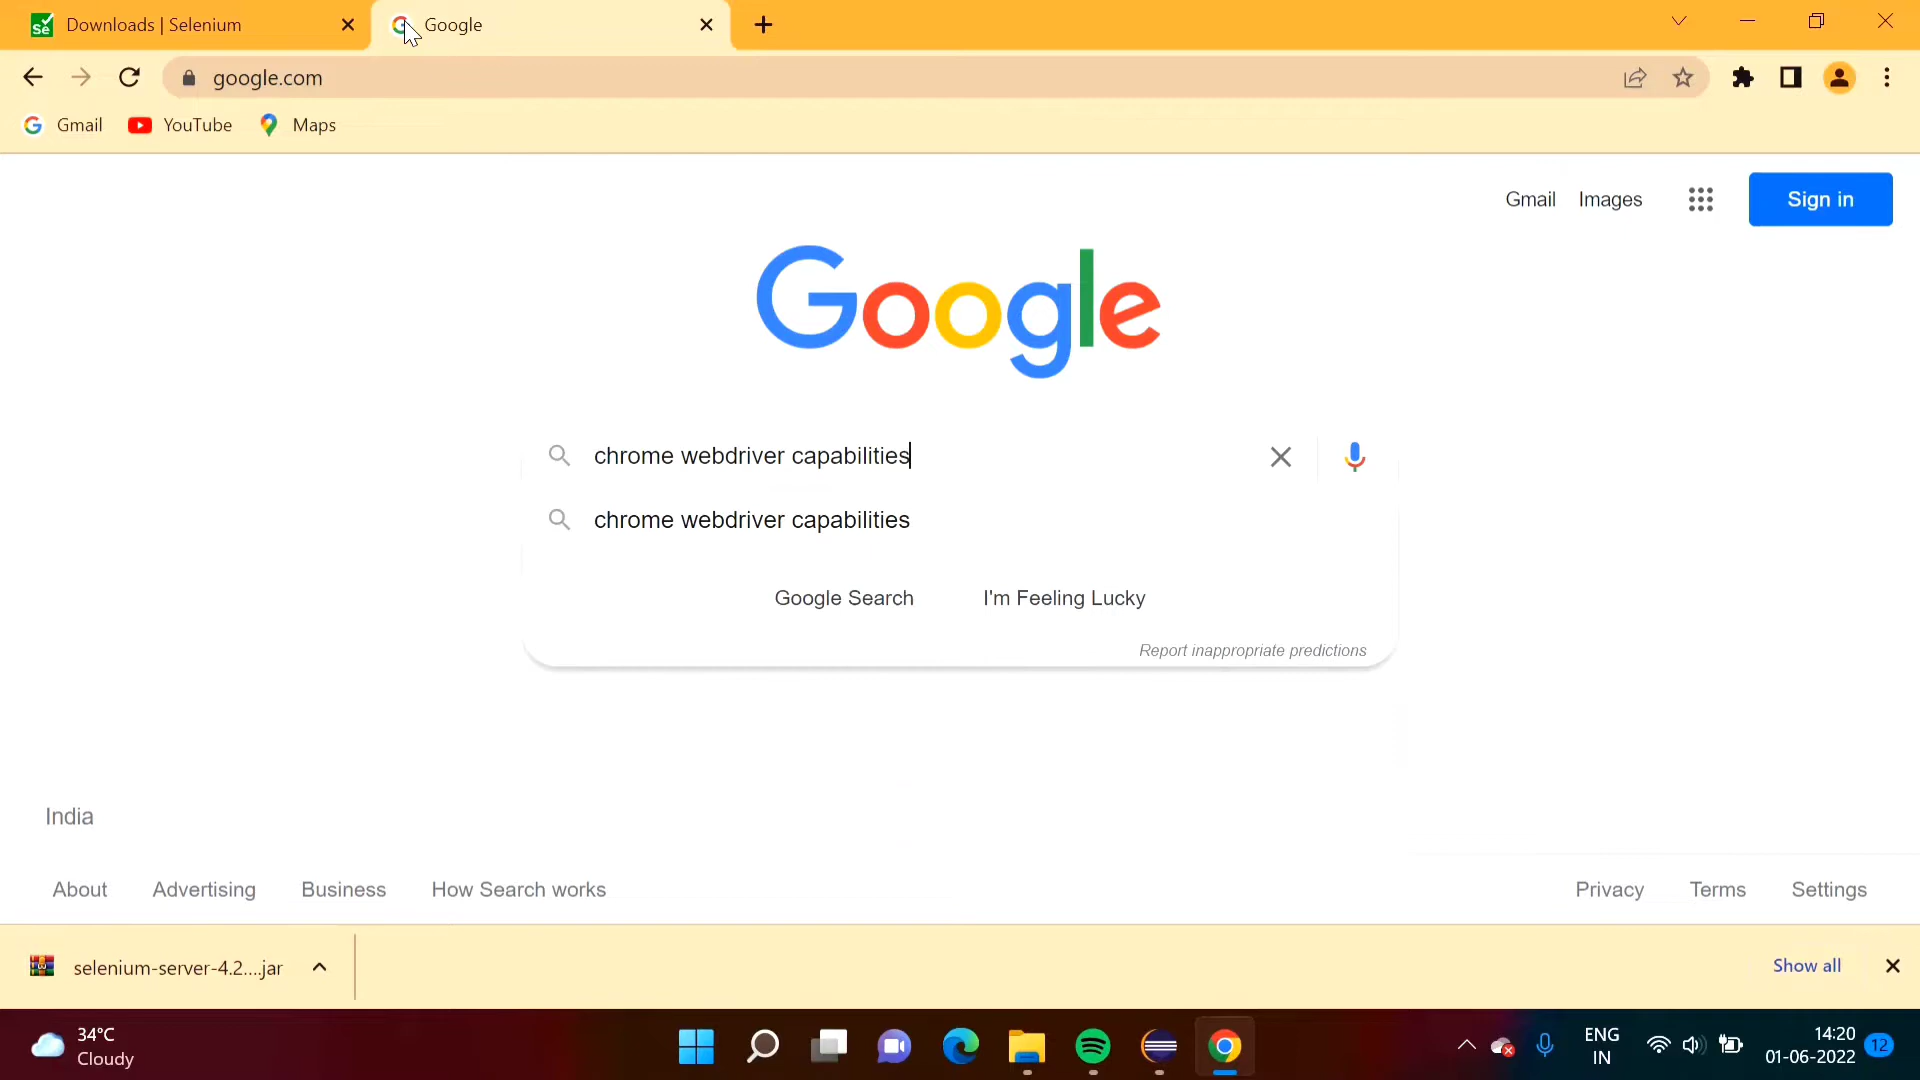 Downloads | Selenium
Google
google.com
Gmail
YouTube
Maps
Gmail
Images
Sign in
Google
chrome webdriver capabilities
chrome webdriver capabilities
Google Search
I'm Feeling Lucky
Report inappropriate predictions
India
About
Advertising
Business
How Search works
Privacy
Terms
Settings
selenium-server-4.2....jar
Show all
34°C
Cloudy
ENG
IN
14:20
01-06-2022
12